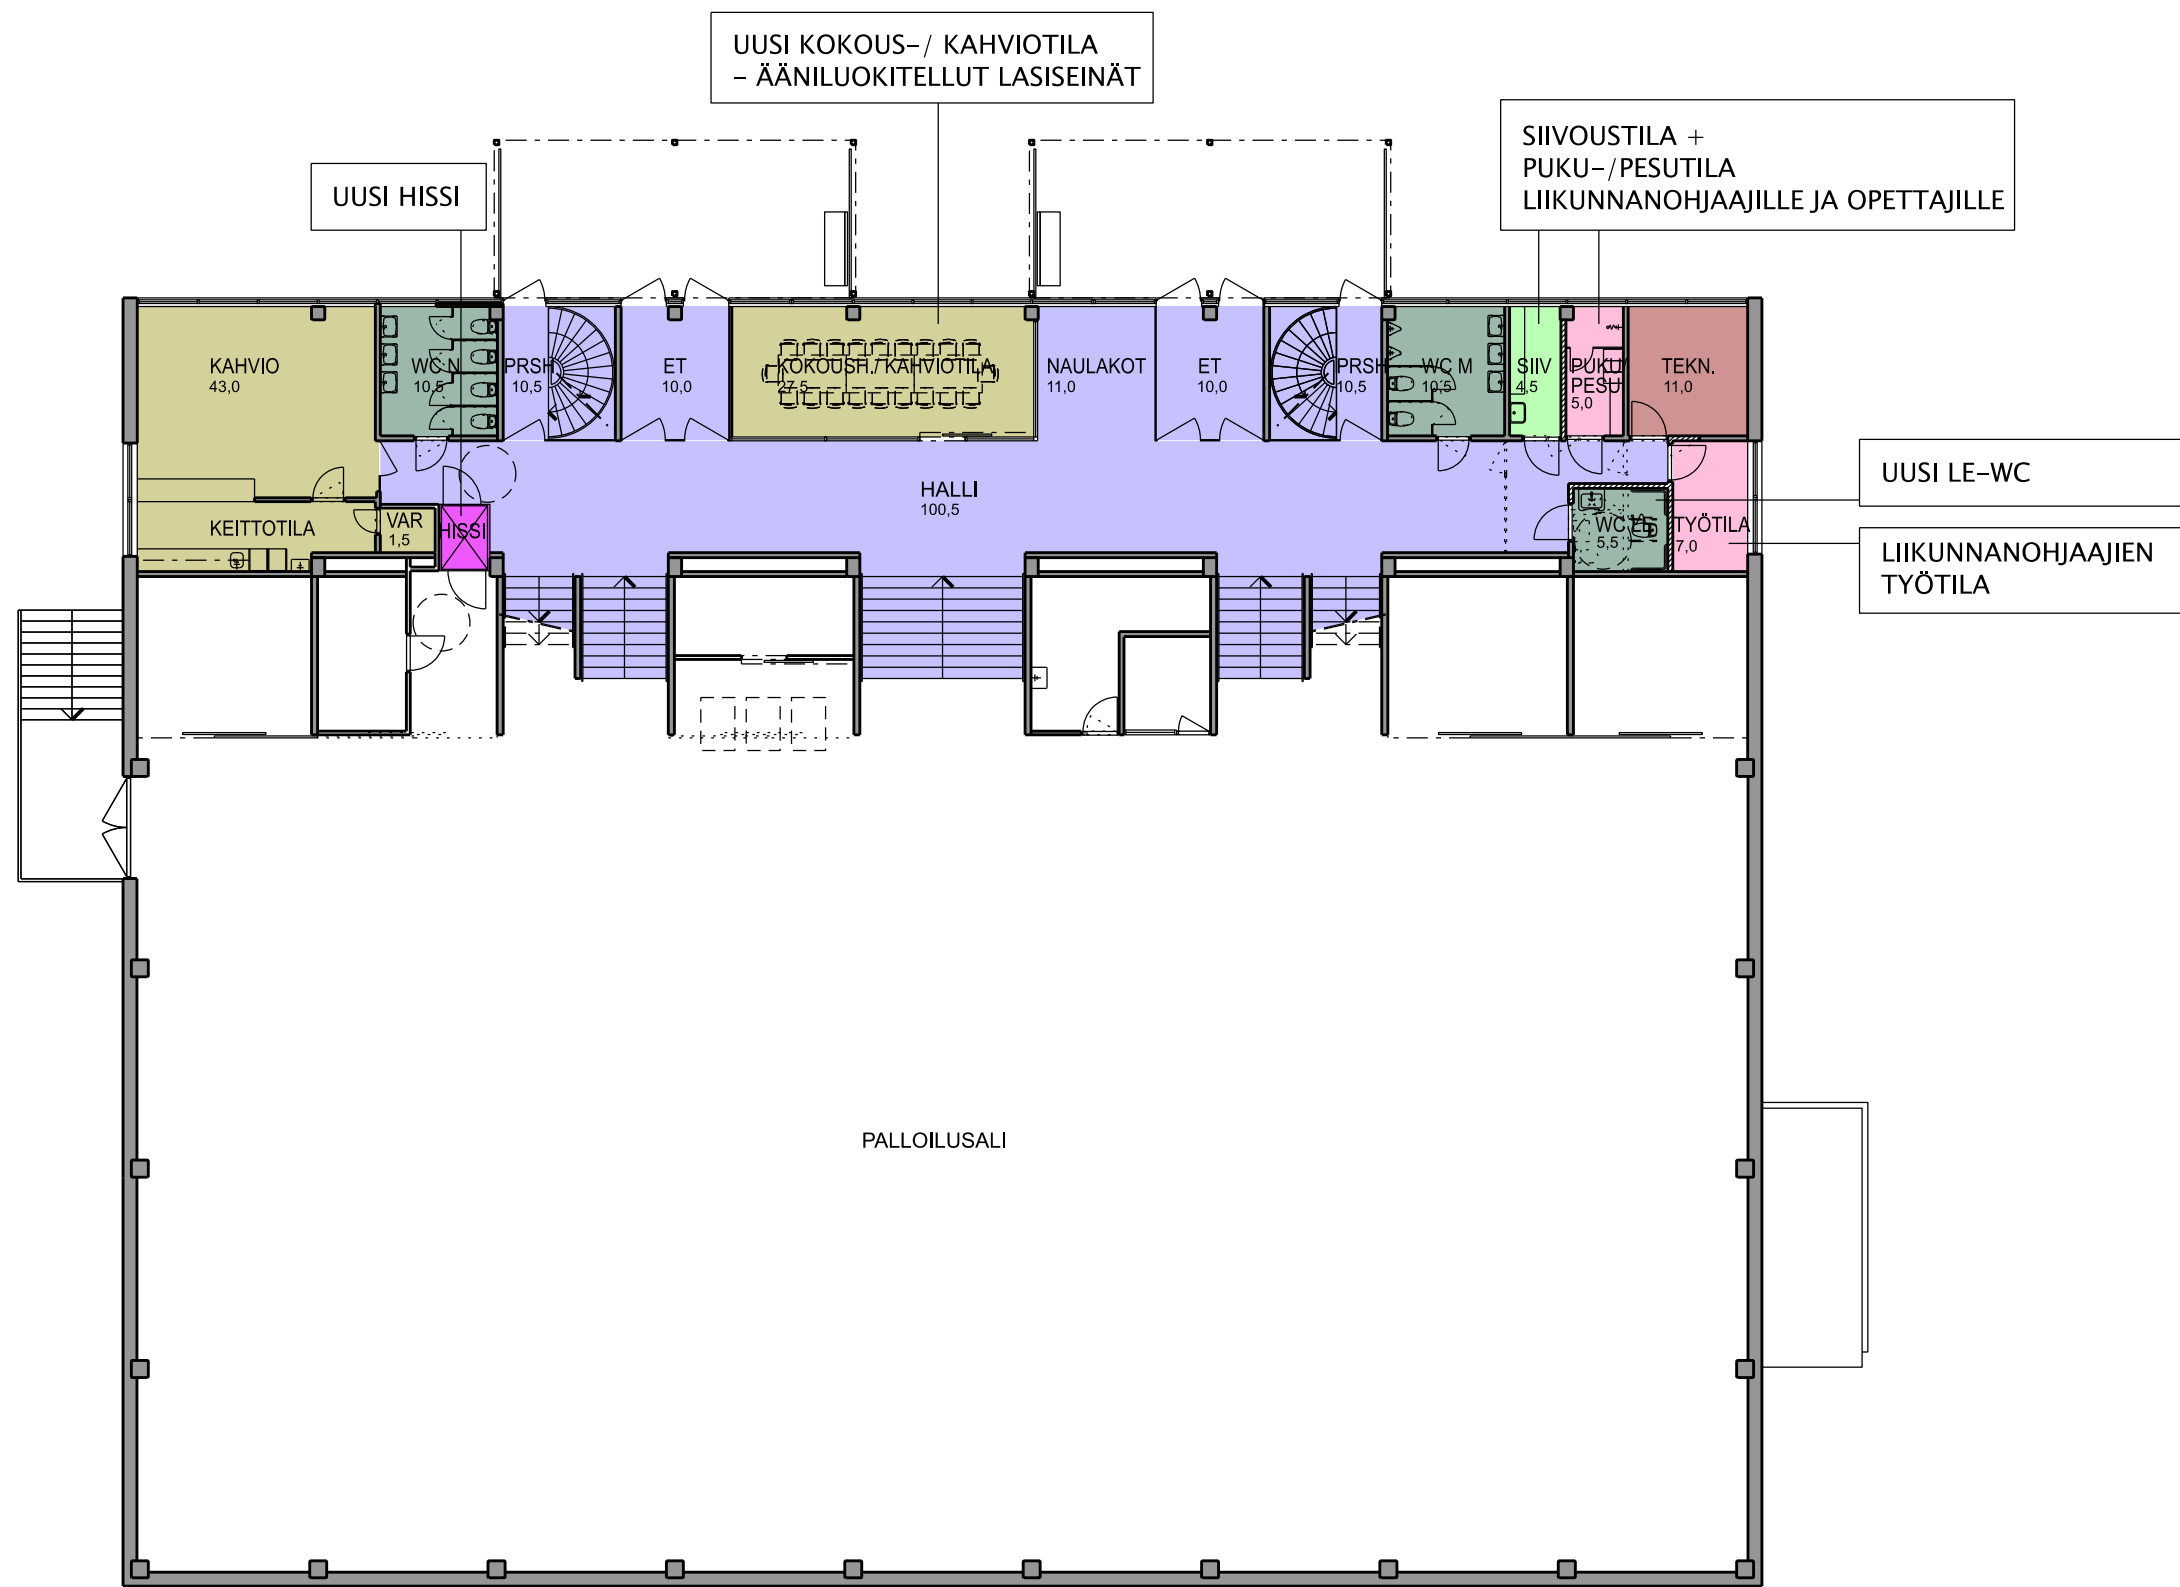 UUSI KOKOUS-/ KAHVIOTILA
- ÄÄNILUOKITELLUT LASISEINÄT
SIIVOUSTILA +
PUKU-/PESUTILA
LIIKUNNANOHJAAJILLE JA OPETTAJILLE
UUSI HISSI
KAHVIO
43,0
WC N
10,5
PRSH
10,5
ET
10,0
KOKOUSH./ KAHVIOTILA
27,5
NAULAKOT
11,0
ET
10,0
PRSH
10,5
WC M
10,5
SIIV
4,5
PUKU/
PESU
5,0
TEKN.
11,0
UUSI LE-WC
HALLI
100,5
KEITTOTILA
VAR
1,5
HISSI
WC LE
5,5
TYÖTILA
7,0
LIIKUNNANOHJAAJIEN
TYÖTILA
PALLOILUSALI